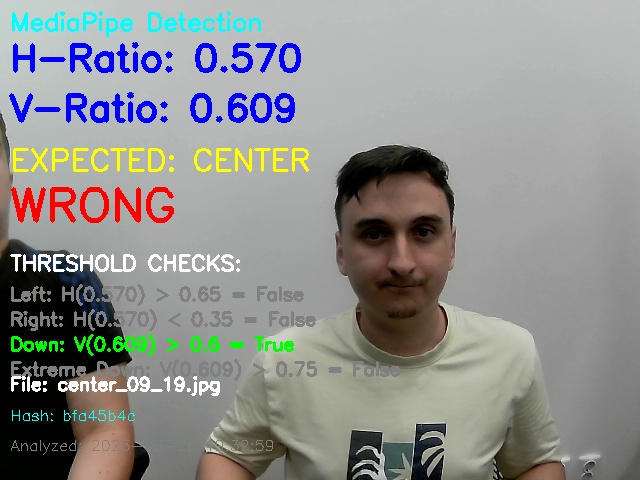 MediaPipe Detection
H-Ratio: 0.570
V-Ratio: 0.609
EXPECTED: CENTER
WRONG
THRESHOLD CHECKS:
Left: H(0.570) > 0.65 = False
Right: H(0.570) < 0.35 = False
Down: V(0.609) > 0.6 = True
Extreme Down: V(0.609) > 0.75 = False
File: center_09_19.jpg
Hash: bfa45b4c
Analyzed: 2025